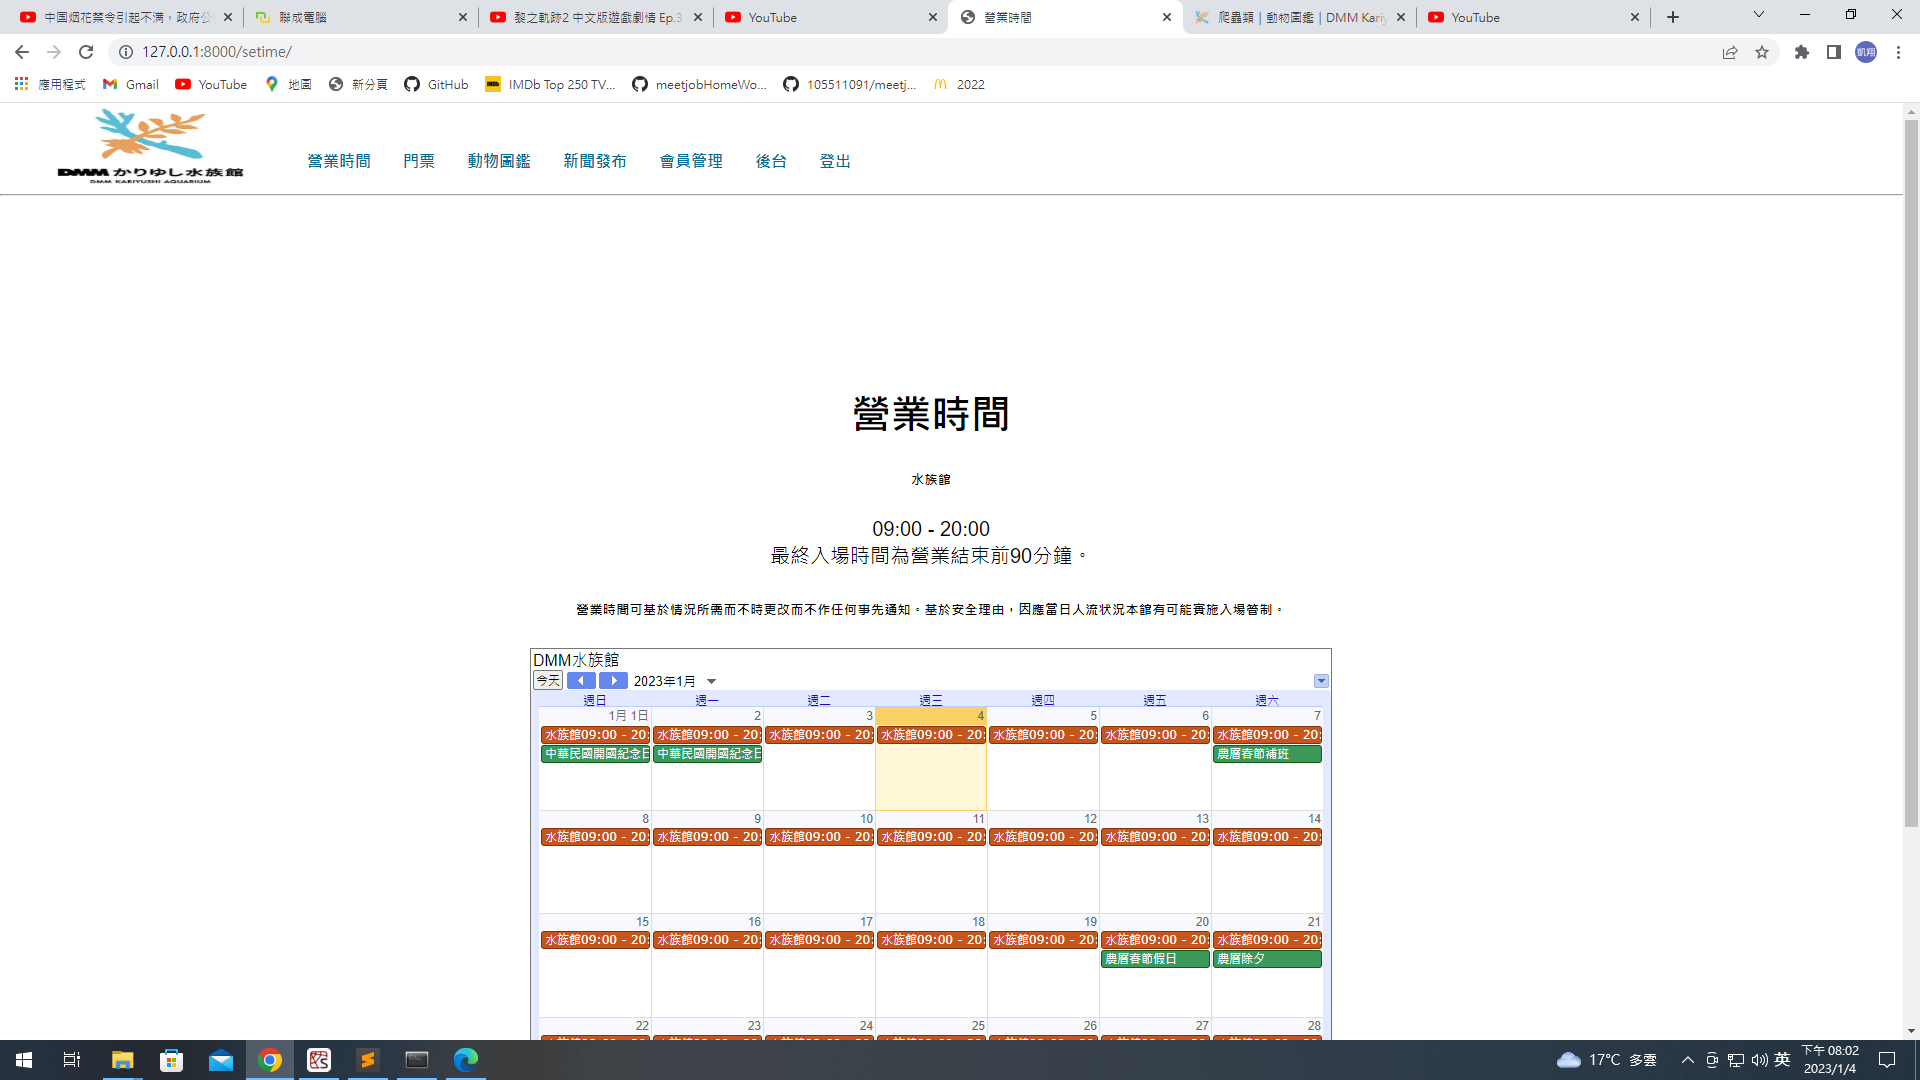 中国烟花禁令引起不满，政府公
聯成電腦
黎之軌跡2 中文版遊戲劇情 Ep.3
YouTube
營業時間
爬蟲類 | 動物圖鑑 | DMM Kariy
YouTube
127.0.0.1:8000/setime/
凱翔
應用程式
Gmail
YouTube
地圖
新分頁
GitHub
IMDb Top 250 TV...
meetjobHomeWo...
105511091/meetj...
2022
DMMかりゆし水族館
DMM KARIYUSHI AQUARIUM
營業時間 門票 動物圖鑑 新聞發布 會員管理 後台 登出
營業時間
水族館
09:00 - 20:00
最終入場時間為營業結束前90分鐘。
營業時間可基於情況所需而不時更改而不作任何事先通知。基於安全理由，因應當日人流状況本館有可能實施入場管制。
DMM水族館
今天 2023年1月
週日 週一 週二 週三 週四 週五 週六
1月 1日 2 3 4 5 6 7
水族館09:00 - 20: 水族館09:00 - 20: 水族館09:00 - 20: 水族館09:00 - 20: 水族館09:00 - 20: 水族館09:00 - 20: 水族館09:00 - 20:
中華民國開國紀念日 中華民國開國紀念日 農曆春節補班
8 9 10 11 12 13 14
水族館09:00 - 20: 水族館09:00 - 20: 水族館09:00 - 20: 水族館09:00 - 20: 水族館09:00 - 20: 水族館09:00 - 20: 水族館09:00 - 20:
15 16 17 18 19 20 21
水族館09:00 - 20: 水族館09:00 - 20: 水族館09:00 - 20: 水族館09:00 - 20: 水族館09:00 - 20: 水族館09:00 - 20: 水族館09:00 - 20:
農曆春節假日 農曆除夕
22 23 24 25 26 27 28
17°C 多雲
英
下午 08:02
2023/1/4